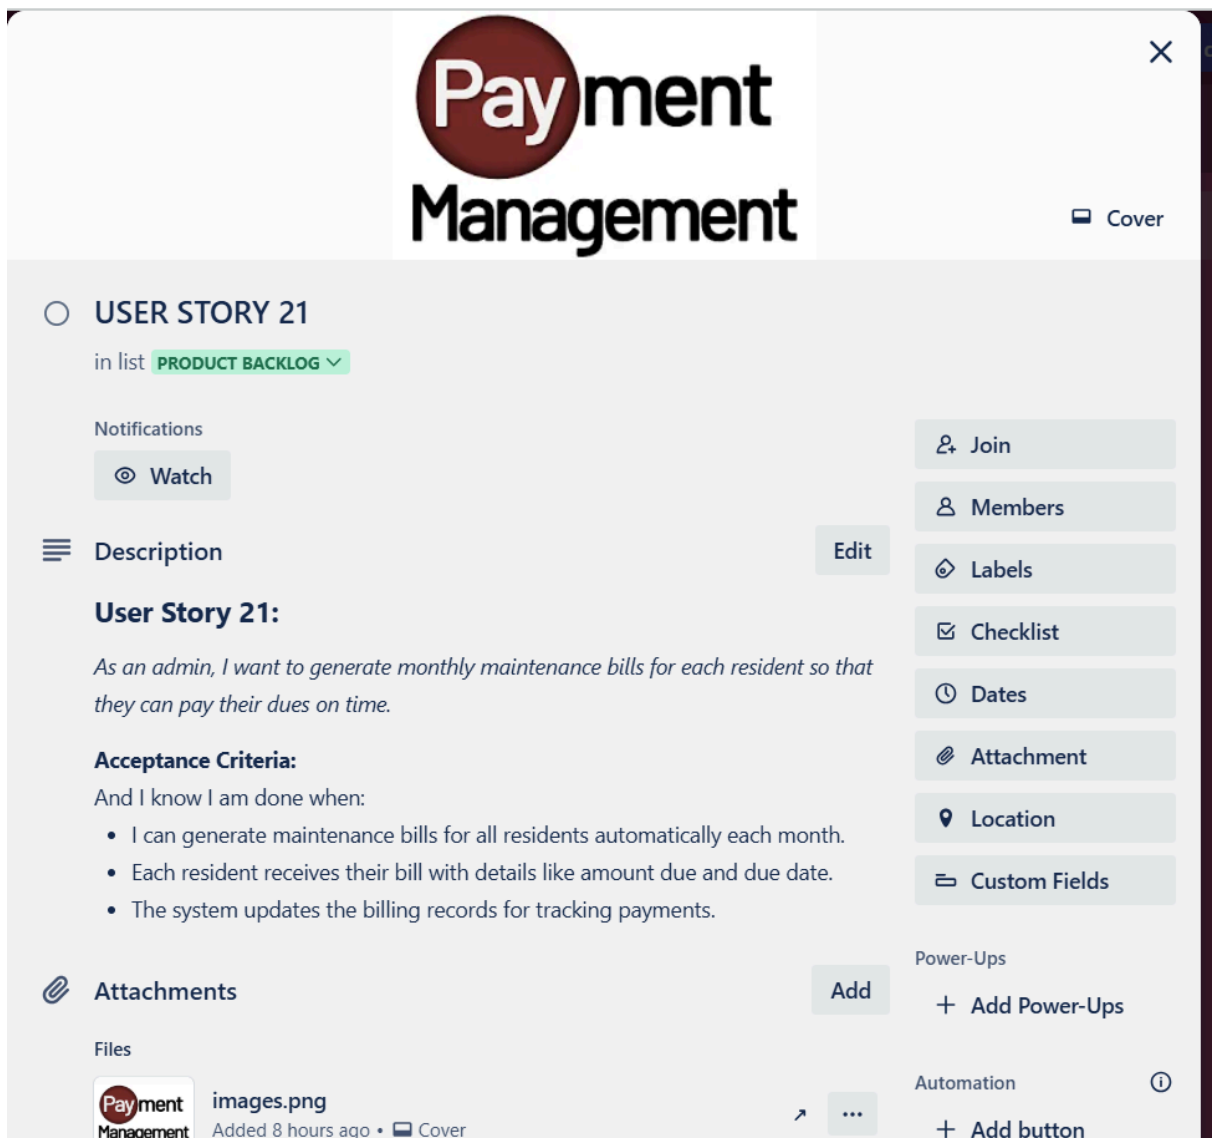 Payment
Management
Cover
USER STORY 21
in list PRODUCT BACKLOG
Notifications
Watch
Description
Edit
User Story 21:
As an admin, I want to generate monthly maintenance bills for each resident so that
they can pay their dues on time.
Acceptance Criteria:
And I know I am done when:
• I can generate maintenance bills for all residents automatically each month.
• Each resident receives their bill with details like amount due and due date.
• The system updates the billing records for tracking payments.
Attachments
Add
Files
Payment
Management
images.png
Added 8 hours ago • Cover
Join
Members
Labels
Checklist
Dates
Attachment
Location
Custom Fields
Power-Ups
+ Add Power-Ups
Automation
+ Add button